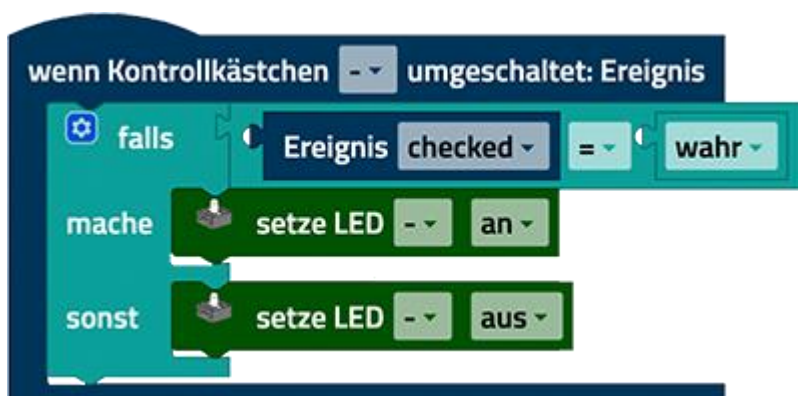 wenn Kontrollkästchen - umgeschaltet: Ereignis
falls Ereignis checked = wahr
mache setze LED - an
sonst setze LED - aus